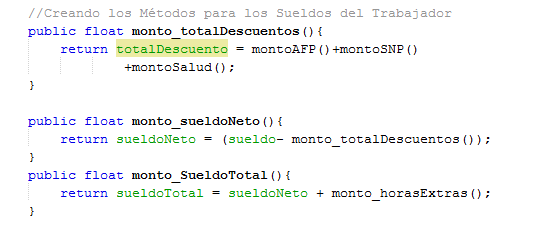 //Creando los Métodos para los Sueldos del Trabajador
public float monto_totalDescuentos(){
return totalDescuento = montoAFP()+montoSNP()
+montoSalud();
}
public float monto_sueldoNeto(){
return sueldoNeto = (sueldo- monto_totalDescuentos());
}
public float monto_SueldoTotal(){
return sueldoTotal = sueldoNeto + monto_horasExtras();
}